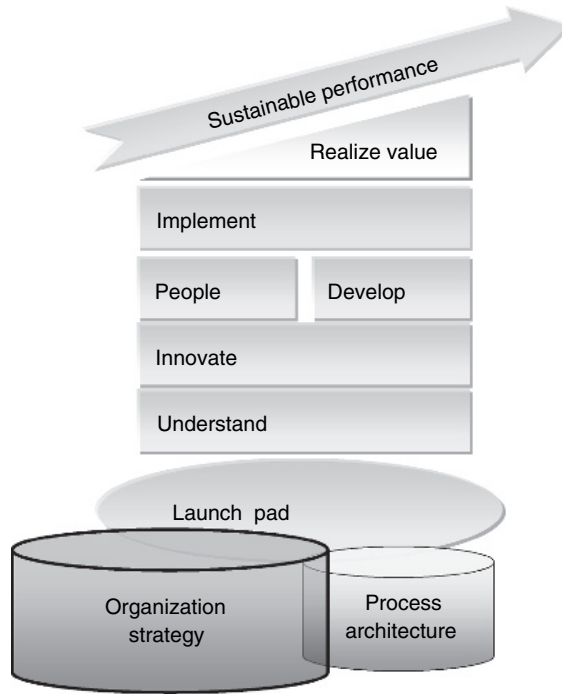 Sustainable performance
Realize value
Implement
People
Develop
Innovate
Understand
Launch pad
Organization
strategy
Process
architecture